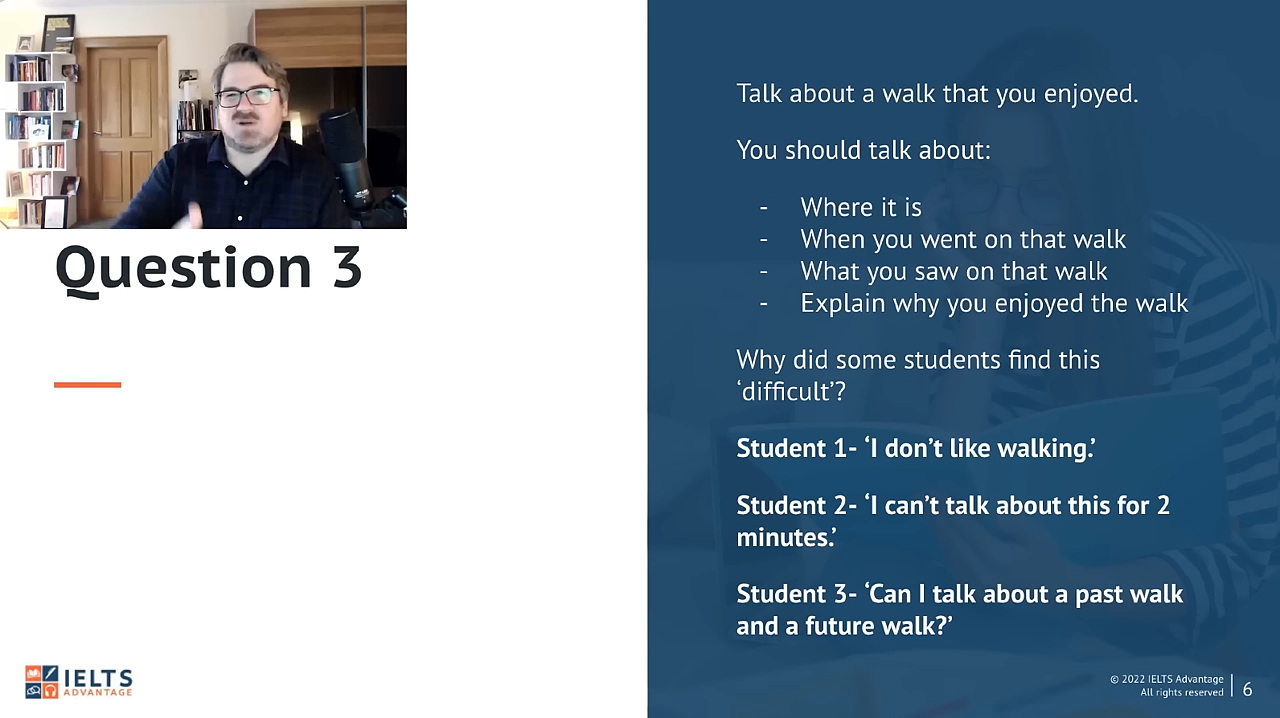 Question 3
Talk about a walk that you enjoyed.
You should talk about:
- Where it is
- When you went on that walk
- What you saw on that walk
- Explain why you enjoyed the walk
Why did some students find this
‘difficult’?
Student 1- ‘I don’t like walking.’
Student 2- ‘I can’t talk about this for 2
minutes.’
Student 3- ‘Can I talk about a past walk
and a future walk?’
IELTS
ADVANTAGE
© 2022 IELTS Advantage
All rights reserved
6